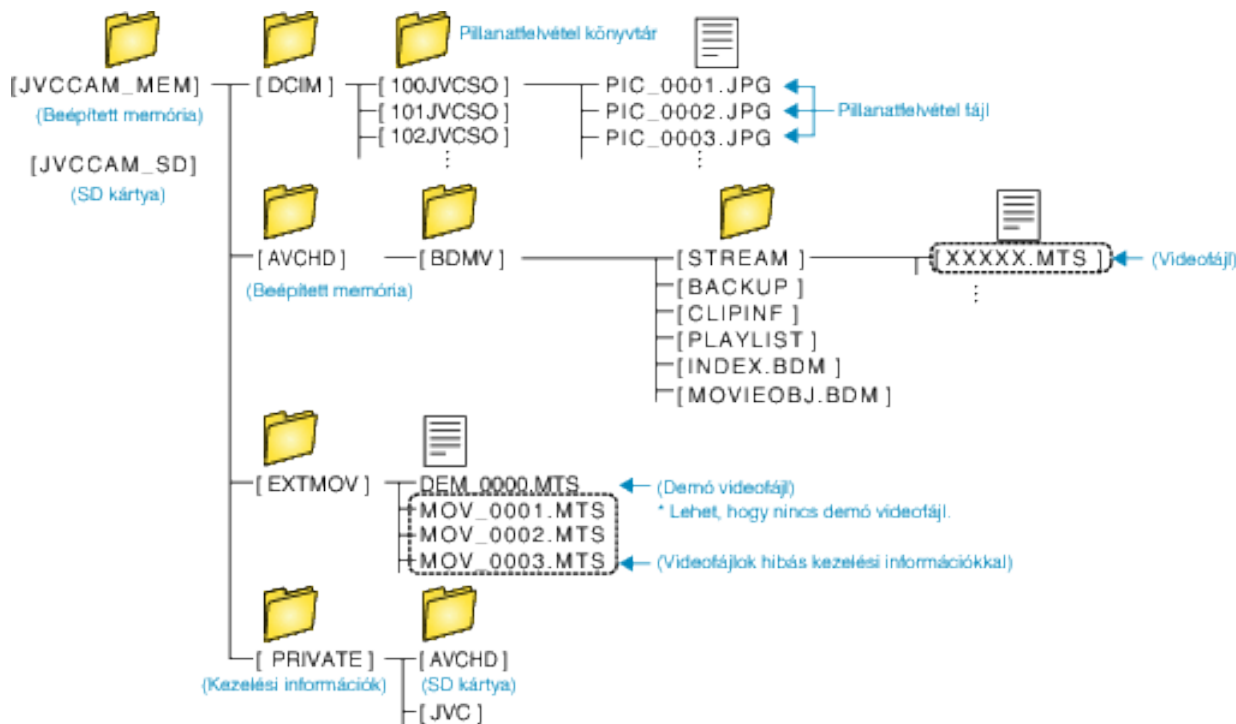 Pillanatfelvétel könyvtár
[JVCCAM_MEM] [DCIM] [100JVCSO] PIC_0001.JPG
(Beépített memória) [101JVCSO] PIC_0002.JPG Pillanatfelvétel fájl
[102JVCSO] PIC_0003.JPG
[JVCCAM_SD]
(SD kártya)
[AVCHD] [BDMV] [STREAM] [XXXXX.MTS] (Videofájl)
(Beépített memória) [BACKUP]
[CLIPINF]
[PLAYLIST]
[INDEX.BDM]
[MOVIEOBJ.BDM]
[EXTMOV] DEM_0000.MTS (Demó videofájl)
MOV_0001.MTS * Lehet, hogy nincs demó videofájl.
MOV_0002.MTS
MOV_0003.MTS (Videofájlok hibás kezelési információkkal)
[PRIVATE] [AVCHD]
(Kezelési információk) (SD kártya)
[JVC]